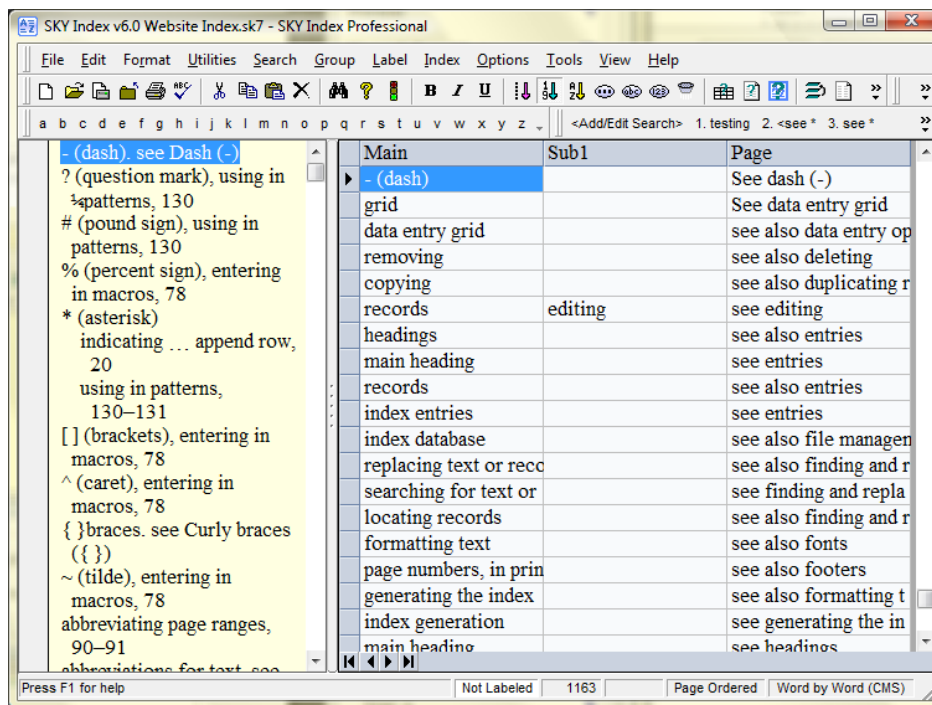 SKY Index v6.0 Website Index.sk7 - SKY Index Professional
File Edit Format Utilities Search Group Label Index Options Tools View Help
ABC B I U
a b c d e f g h i j k l m n o p q r s t u v w x y z <Add/Edit Search> 1. testing 2. <see * 3. see *
- (dash). see Dash (-)
? (question mark), using in
¼patterns, 130
# (pound sign), using in
patterns, 130
% (percent sign), entering
in macros, 78
* (asterisk)
indicating … append row,
20
using in patterns,
130–131
[ ] (brackets), entering in
macros, 78
^ (caret), entering in
macros, 78
{ }braces. see Curly braces
({ })
~ (tilde), entering in
macros, 78
abbreviating page ranges,
90–91
abbreviations for text. see
Main Sub1 Page
- (dash) See dash (-)
grid See data entry grid
data entry grid see also data entry op
removing see also deleting
copying see also duplicating r
records editing see editing
headings see also entries
main heading see entries
records see also entries
index entries see entries
index database see also file managen
replacing text or reco see also finding and r
searching for text or see finding and repla
locating records see also finding and r
formatting text see also fonts
page numbers, in prin see also footers
generating the index see also formatting t
index generation see generating the in
main heading see headings
Press F1 for help Not Labeled 1163 Page Ordered Word by Word (CMS)